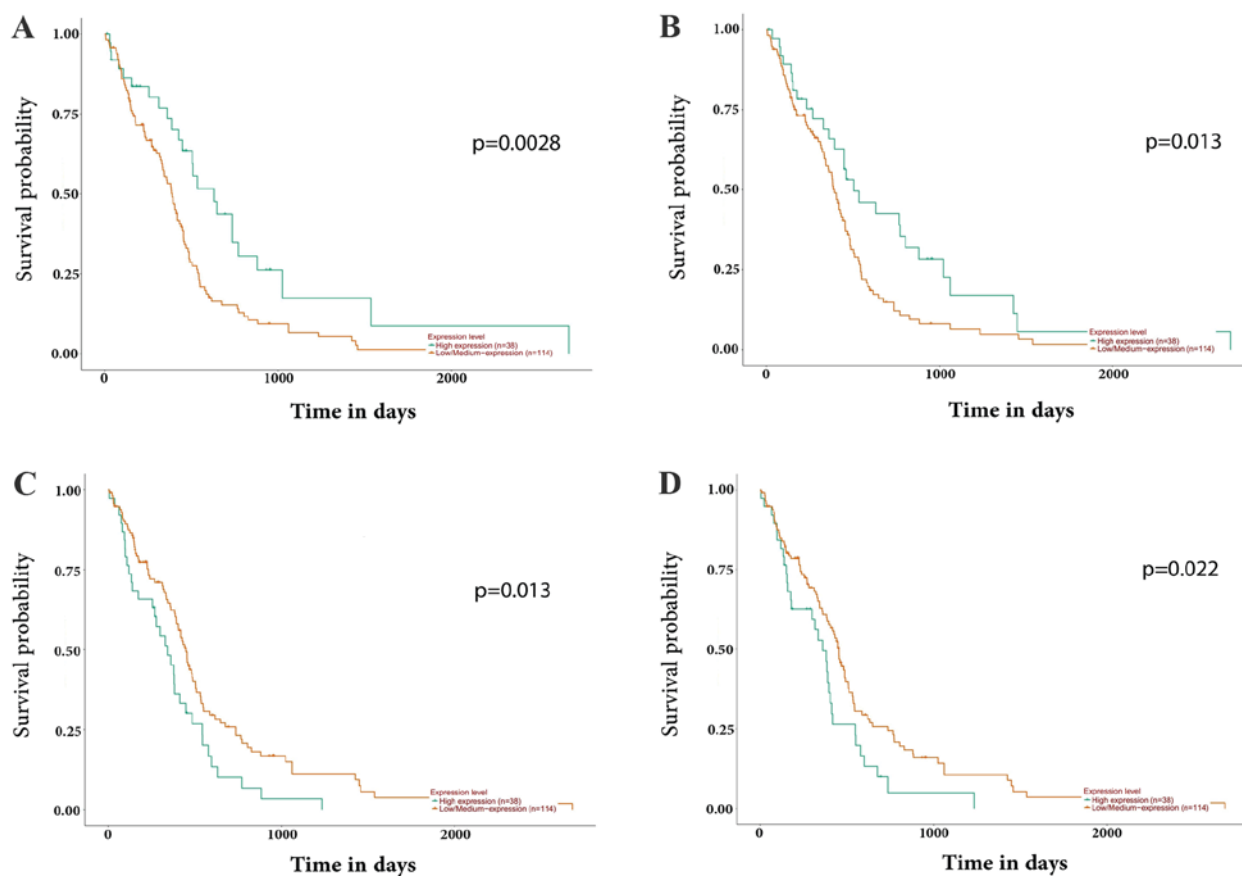 A
Survival probability
1.00
0.75
0.50
0.25
0.00
p=0.0028
Expression level
High expression (n=38)
Low/Medium-expression (n=114)
0 1000 2000
Time in days
B
Survival probability
1.00
0.75
0.50
0.25
0.00
p=0.013
Expression level
High expression (n=38)
Low/Medium-expression (n=114)
0 1000 2000
Time in days
C
Survival probability
1.00
0.75
0.50
0.25
0.00
p=0.013
Expression level
High expression (n=38)
Low/Medium-expression (n=114)
0 1000 2000
Time in days
D
Survival probability
1.00
0.75
0.50
0.25
0.00
p=0.022
Expression level
High expression (n=38)
Low/Medium-expression (n=114)
0 1000 2000
Time in days